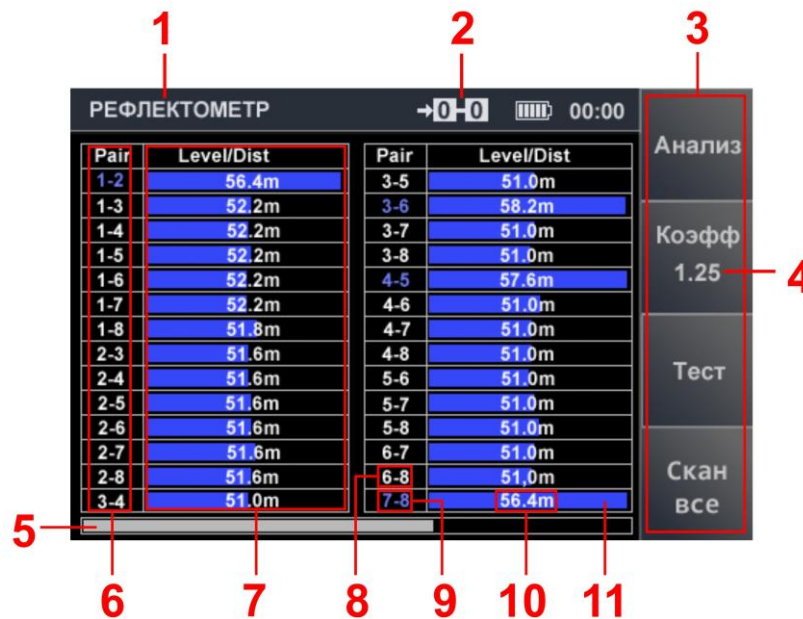 1 2 3
РЕФЛЕКТОМЕТР →0-0 00:00
Pair Level/Dist Pair Level/Dist
1-2 56.4m 3-5 51.0m
1-3 52.2m 3-6 58.2m
1-4 52.2m 3-7 51.0m
1-5 52.2m 3-8 51.0m
1-6 52.2m 4-5 57.6m
1-7 52.2m 4-6 51.0m
1-8 51.8m 4-7 51.0m
2-3 51.6m 4-8 51.0m
2-4 51.6m 5-6 51.0m
2-5 51.6m 5-7 51.0m
2-6 51.6m 5-8 51.0m
2-7 51.6m 6-7 51.0m
2-8 51.6m 6-8 51,0m
3-4 51.0m 7-8 56.4m
Анализ
Коэфф
1.25
4
Тест
Скан
все
5
6 7 8 9 10 11